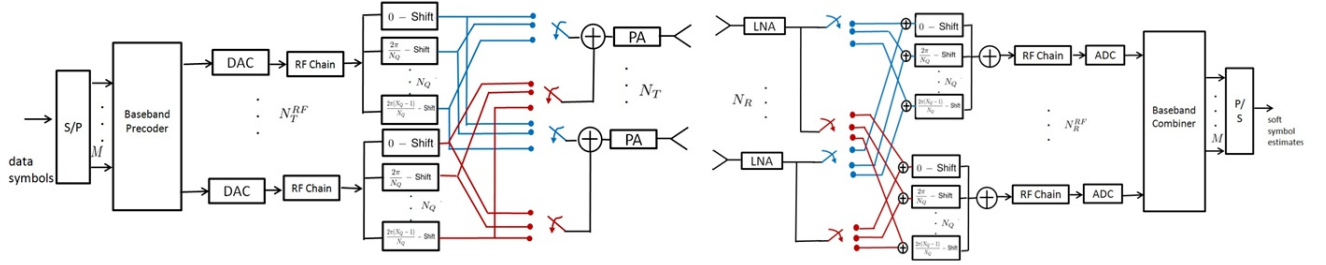 data
symbols
S/P
M
Baseband
Precoder
DAC
RF Chain
N_T^{RF}
DAC
RF Chain
0 - Shift
2π/N_Q - Shift
N_Q
2π(N_Q-1)/N_Q - Shift
0 - Shift
2π/N_Q - Shift
N_Q
2π(N_Q-1)/N_Q - Shift
PA
N_T
PA
LNA
N_R
LNA
0 - Shift
2π/N_Q - Shift
N_Q
2π(N_Q-1)/N_Q - Shift
0 - Shift
2π/N_Q - Shift
N_Q
2π(N_Q-1)/N_Q - Shift
RF Chain
ADC
N_R^{RF}
RF Chain
ADC
Baseband
Combiner
M
P/
S
soft
symbol
estimates